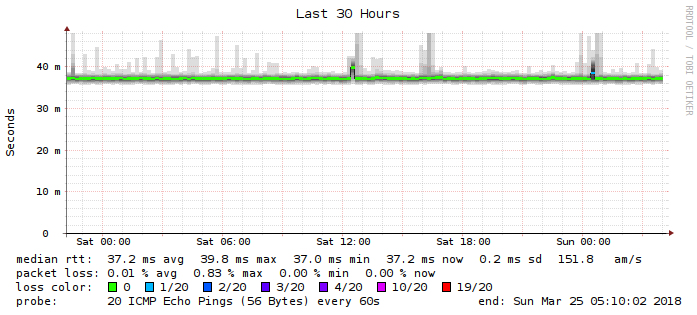 Last 30 Hours
RRDTOOL / TOBI OETIKER
Seconds
40 m
30 m
20 m
10 m
0
Sat 00:00 Sat 06:00 Sat 12:00 Sat 18:00 Sun 00:00
median rtt: 37.2 ms avg 39.8 ms max 37.0 ms min 37.2 ms now 0.2 ms sd 151.8 am/s
packet loss: 0.01 % avg 0.83 % max 0.00 % min 0.00 % now
loss color: 0 1/20 2/20 3/20 4/20 10/20 19/20
probe: 20 ICMP Echo Pings (56 Bytes) every 60s end: Sun Mar 25 05:10:02 2018